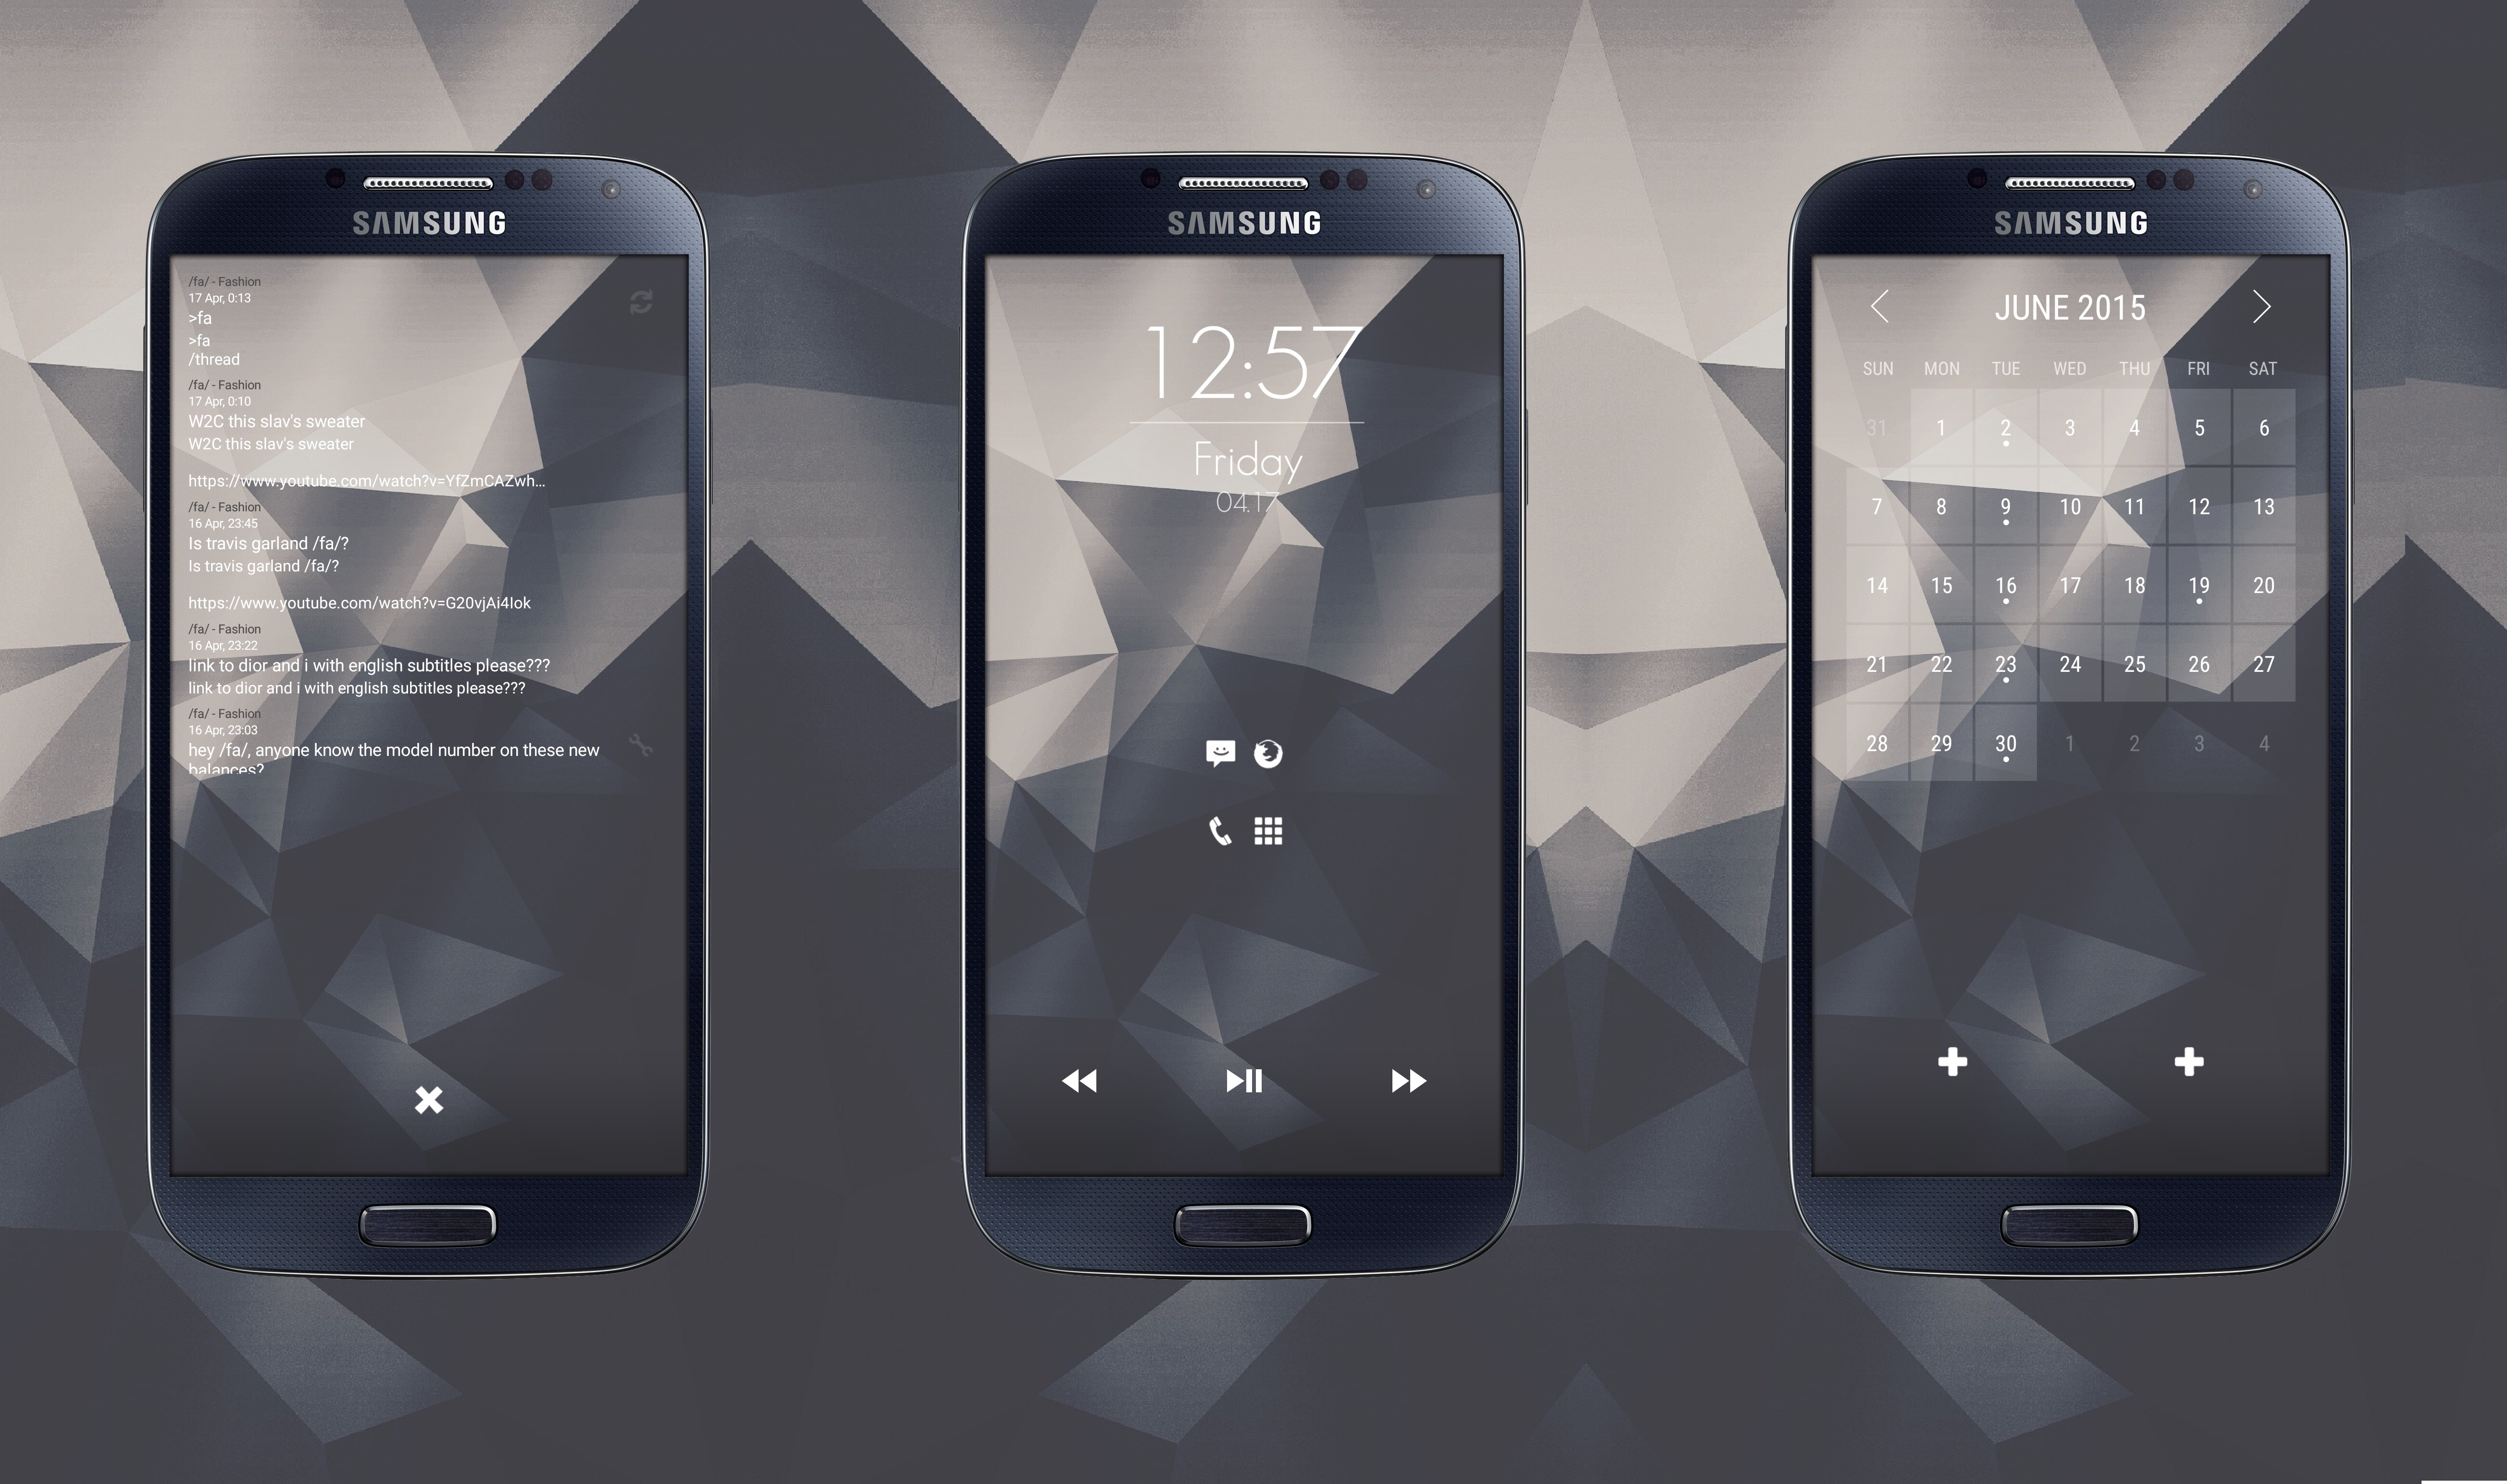 SAMSUNG
/fa/ - Fashion
17 Apr, 0:13
>fa
>fa
/thread
/fa/ - Fashion
17 Apr, 0:10
W2C this slav's sweater
W2C this slav's sweater
https://www.youtube.com/watch?v=YfZmCAZwh...
/fa/ - Fashion
16 Apr, 23:45
Is travis garland /fa/?
Is travis garland /fa/?
https://www.youtube.com/watch?v=G20vjAi4Iok
/fa/ - Fashion
16 Apr, 23:22
link to dior and i with english subtitles please???
link to dior and i with english subtitles please???
/fa/ - Fashion
16 Apr, 23:03
hey /fa/, anyone know the model number on these new
balances?
SAMSUNG
12:57
Friday
04.17
SAMSUNG
JUNE 2015
SUN MON TUE WED THU FRI SAT
31 1 2 3 4 5 6
7 8 9 10 11 12 13
14 15 16 17 18 19 20
21 22 23 24 25 26 27
28 29 30 1 2 3 4